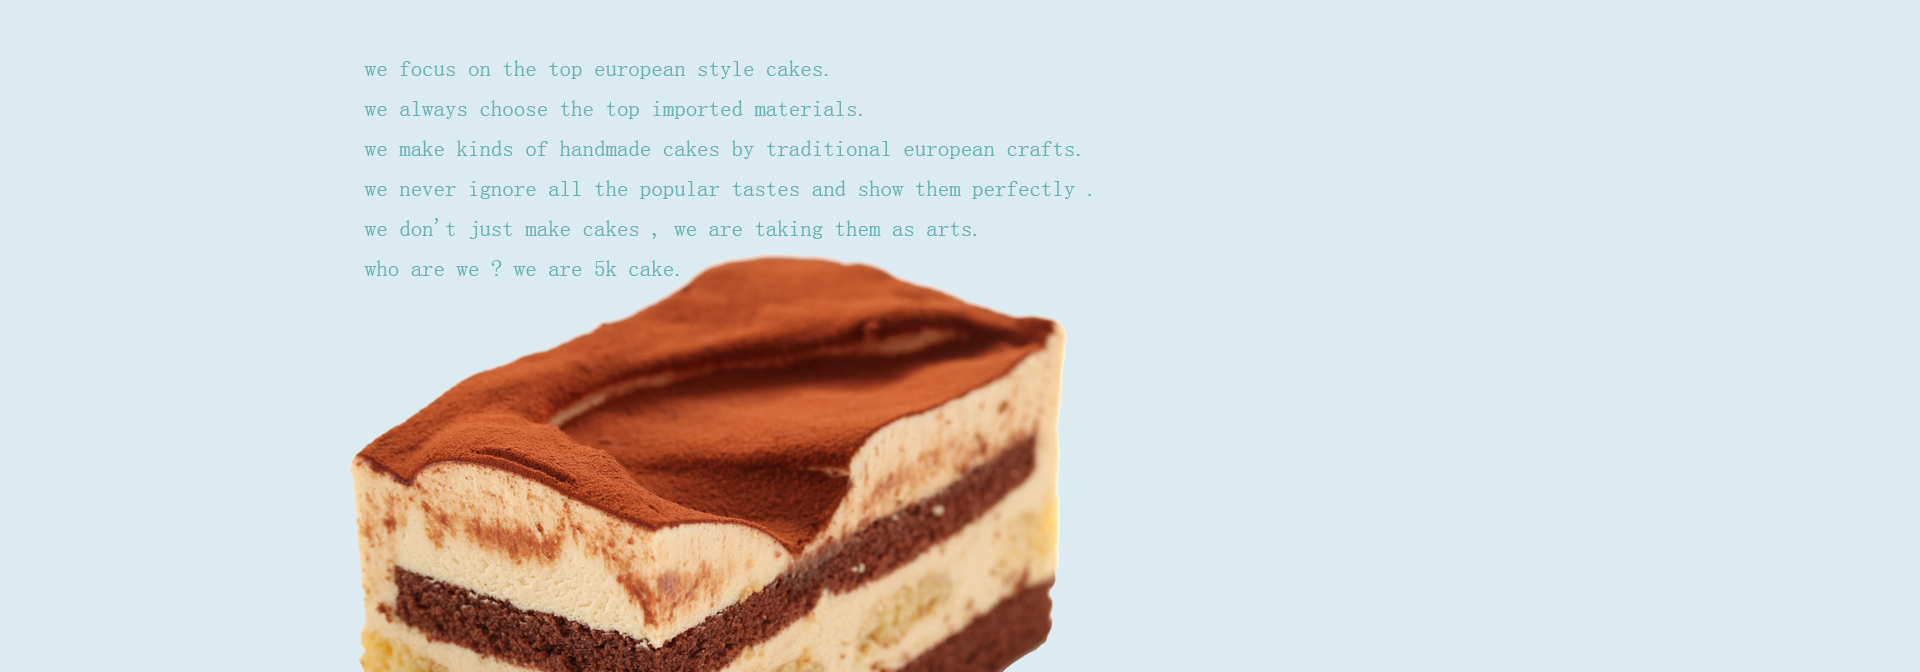 we focus on the top european style cakes.
we always choose the top imported materials.
we make kinds of handmade cakes by traditional european crafts.
we never ignore all the popular tastes and show them perfectly .
we don't just make cakes , we are taking them as arts.
who are we ? we are 5k cake.